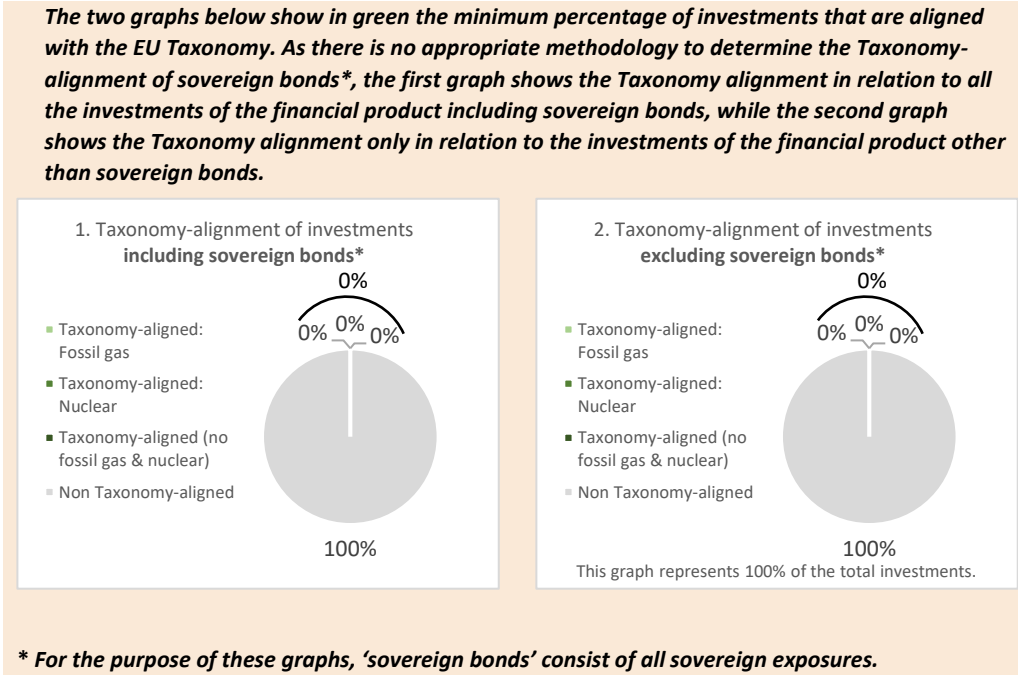 The two graphs below show in green the minimum percentage of investments that are aligned
with the EU Taxonomy. As there is no appropriate methodology to determine the Taxonomy-
alignment of sovereign bonds*, the first graph shows the Taxonomy alignment in relation to all
the investments of the financial product including sovereign bonds, while the second graph
shows the Taxonomy alignment only in relation to the investments of the financial product other
than sovereign bonds.
1. Taxonomy-alignment of investments
including sovereign bonds*
0%
0% 0% 0%
Taxonomy-aligned:
Fossil gas
Taxonomy-aligned:
Nuclear
Taxonomy-aligned (no
fossil gas & nuclear)
Non Taxonomy-aligned
100%
2. Taxonomy-alignment of investments
excluding sovereign bonds*
0%
0% 0% 0%
Taxonomy-aligned:
Fossil gas
Taxonomy-aligned:
Nuclear
Taxonomy-aligned (no
fossil gas & nuclear)
Non Taxonomy-aligned
100%
This graph represents 100% of the total investments.
* For the purpose of these graphs, ‘sovereign bonds’ consist of all sovereign exposures.